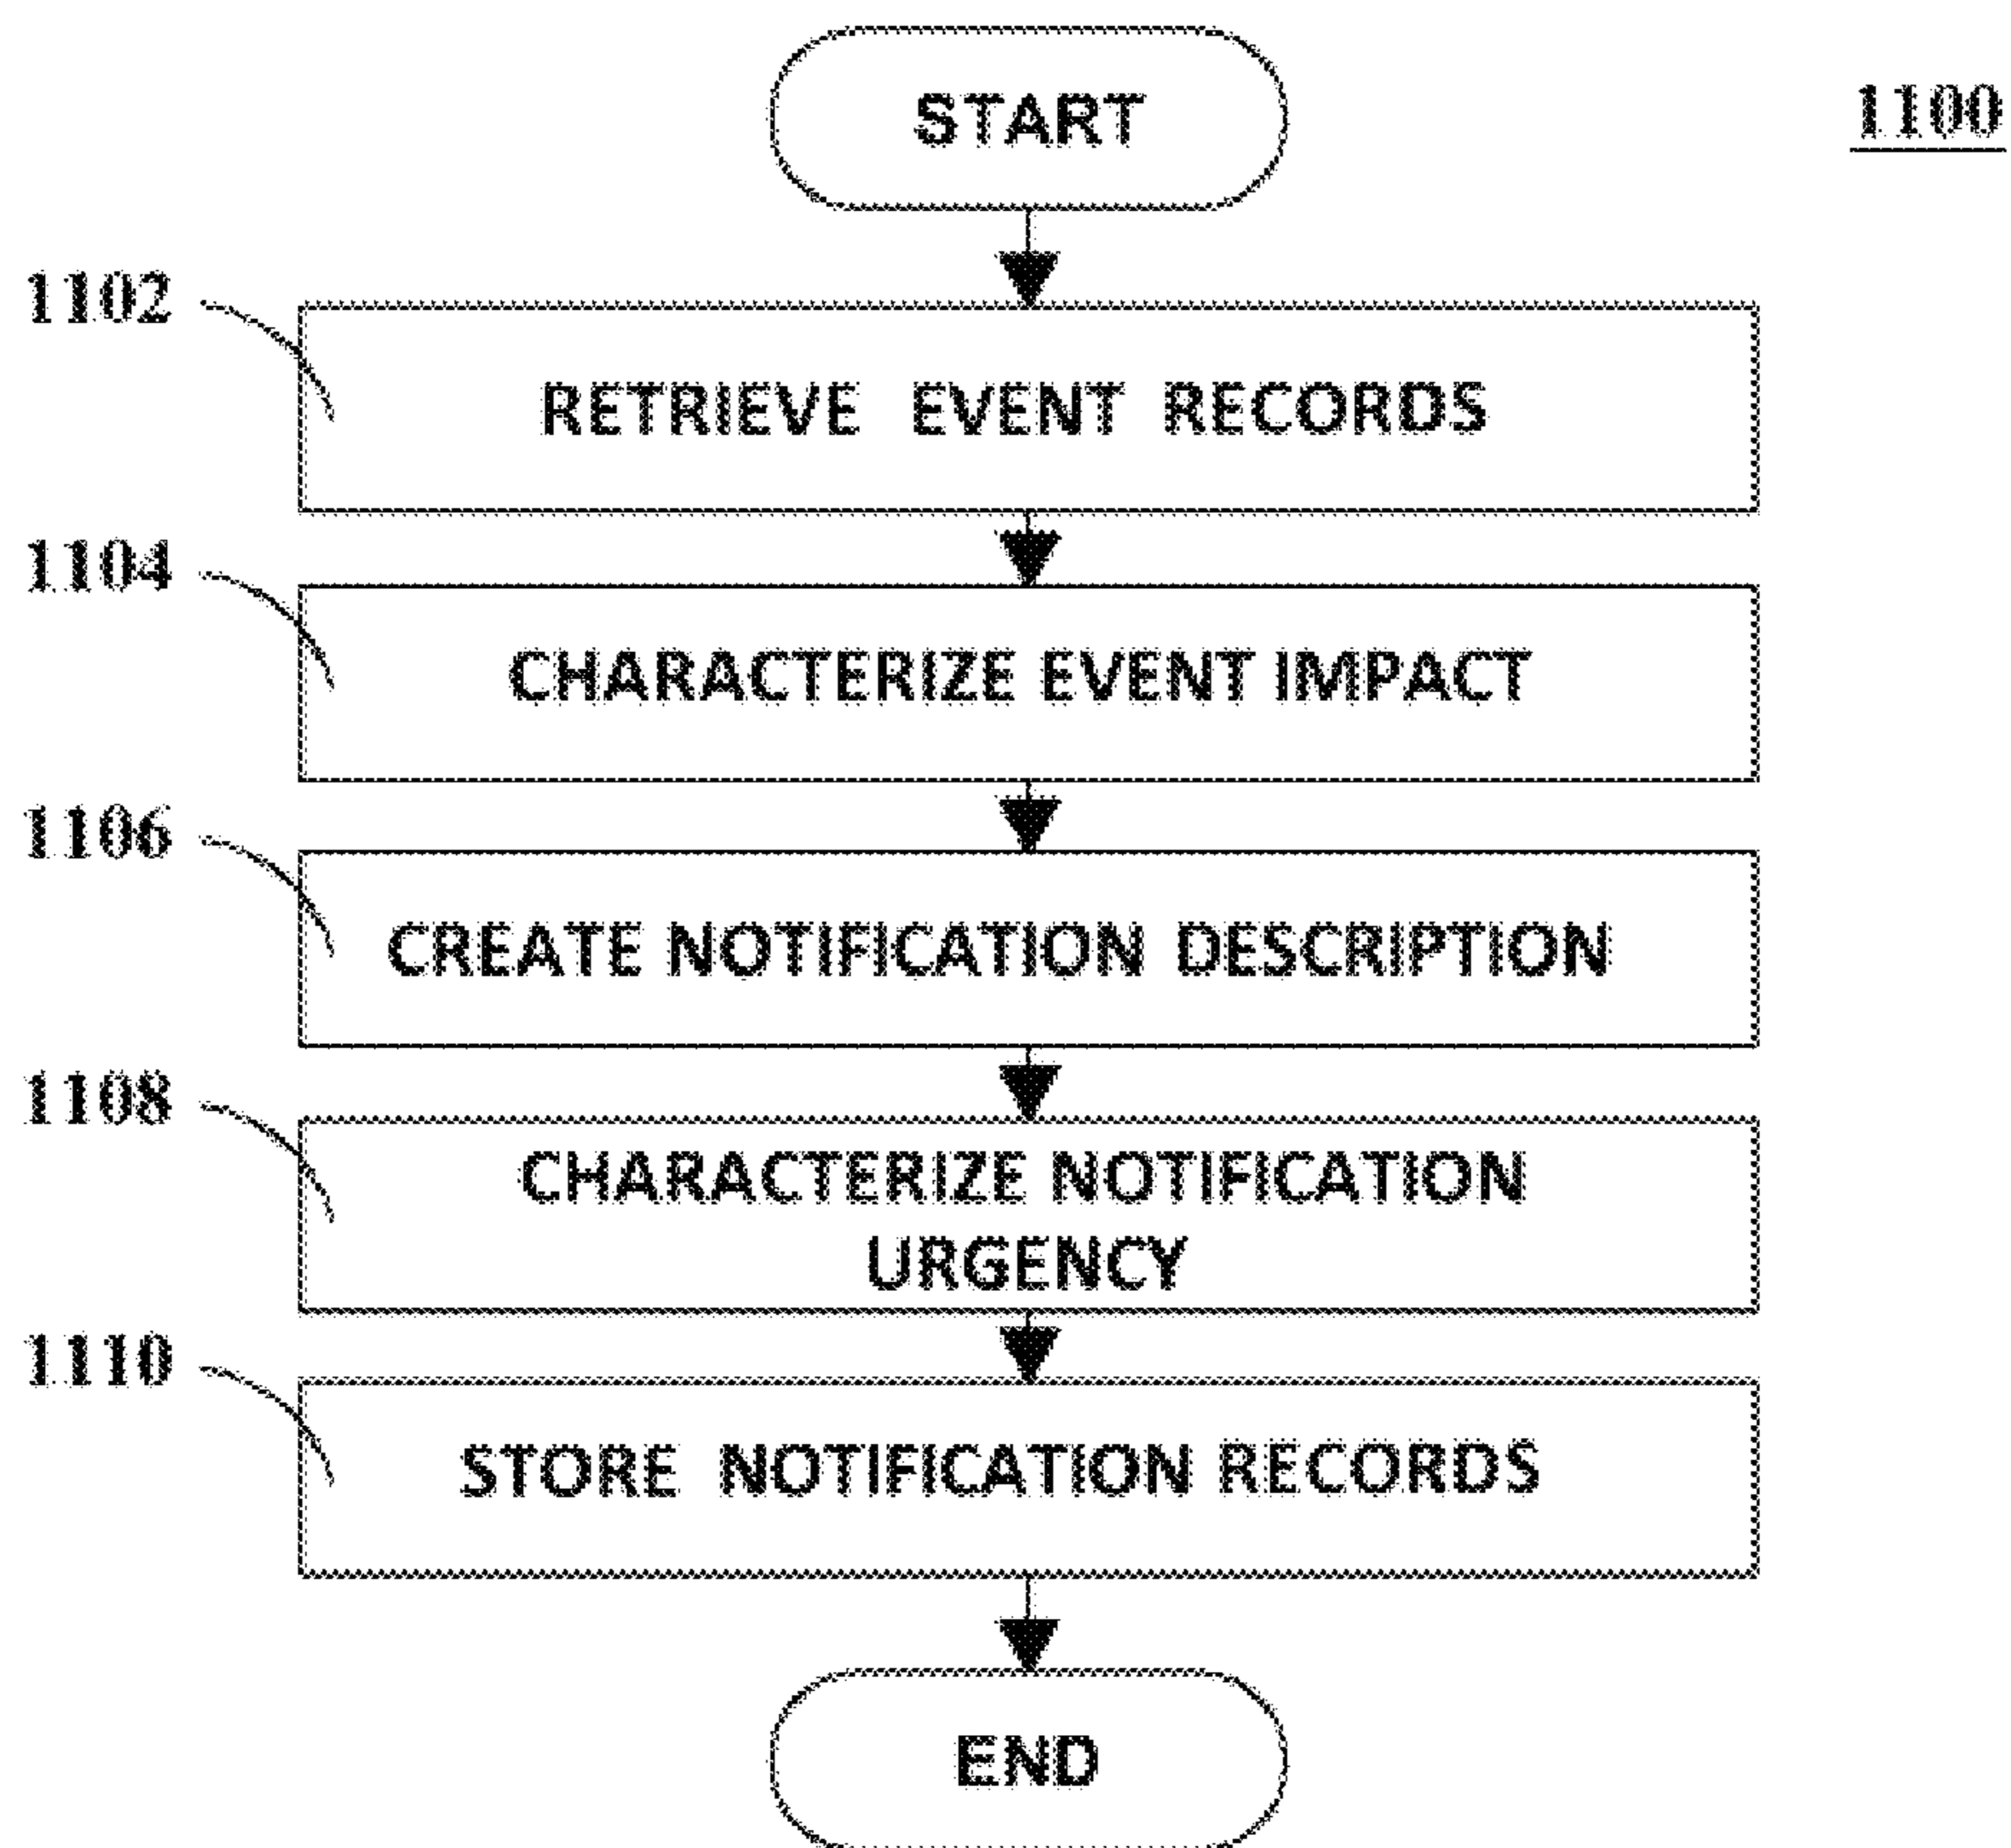 START
1100
1102
RETRIEVE EVENT RECORDS
1104
CHARACTERIZE EVENT IMPACT
1106
CREATE NOTIFICATION DESCRIPTION
1108
CHARACTERIZE NOTIFICATION
URGENCY
1110
STORE NOTIFICATION RECORDS
END